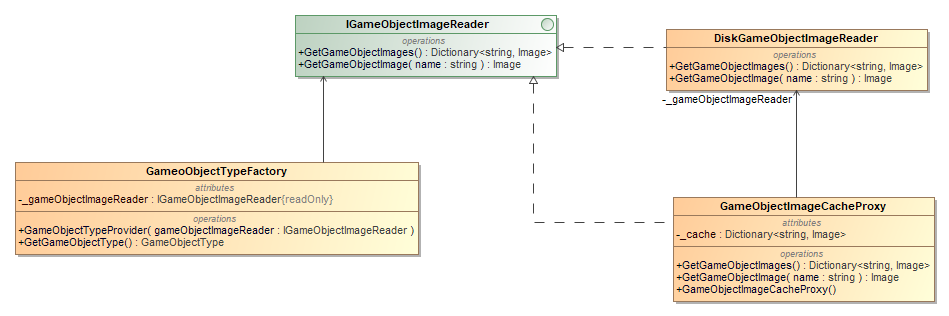 IGameObjectImageReader
operations
+GetGameObjectImages() : Dictionary<string, Image>
+GetGameObjectImage( name : string ) : Image
DiskGameObjectImageReader
operations
+GetGameObjectImages() : Dictionary<string, Image>
+GetGameObjectImage( name : string ) : Image
-_gameObjectImageReader
GameoObjectTypeFactory
attributes
-_gameObjectImageReader : IGameObjectImageReader{readOnly}
operations
+GameObjectTypeProvider( gameObjectimageReader : IGameObjectImageReader )
+GetGameObjectType() : GameObjectType
GameObjectImageCacheProxy
attributes
-_cache : Dictionary<string, Image>
operations
+GetGameObjectImages() : Dictionary<string, Image>
+GetGameObjectImage( name : string ) : Image
+GameObjectImageCacheProxy()